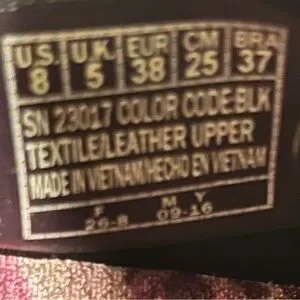 U.S. U.K. EUR CM BRA
8 5 38 25 37
SN 23017 COLOR CODE:BLK
TEXTILE/LEATHER UPPER
MADE IN VIETNAM/HECHO EN VIETNAM
F M Y
26-8 09-16